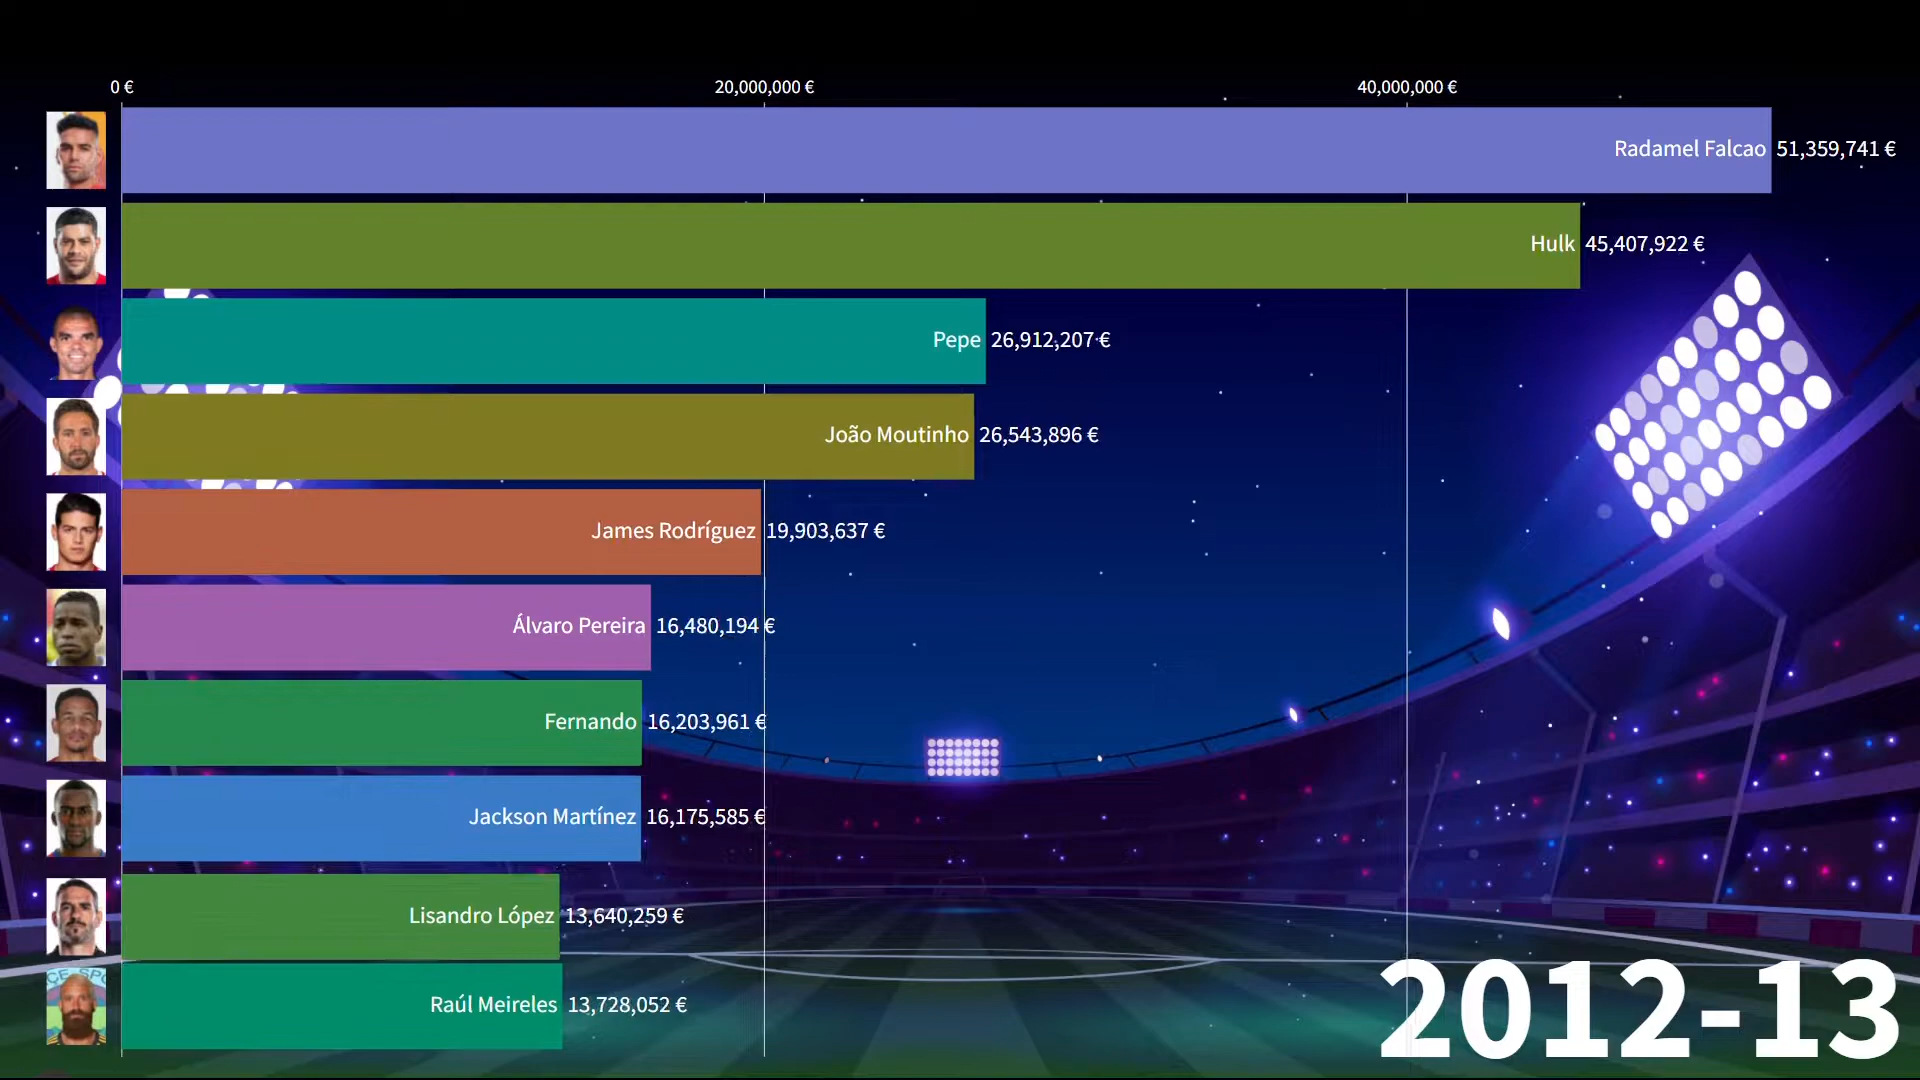 0 €
20,000,000 €
40,000,000 €
Radamel Falcao 51,359,741 €
Hulk 45,407,922 €
Pepe 26,912,207 €
João Moutinho 26,543,896 €
James Rodríguez 19,903,637 €
Álvaro Pereira 16,480,194 €
Fernando 16,203,961 €
Jackson Martínez 16,175,585 €
Lisandro López 13,640,259 €
CE SPO
Raúl Meireles 13,728,052 €
2012-13